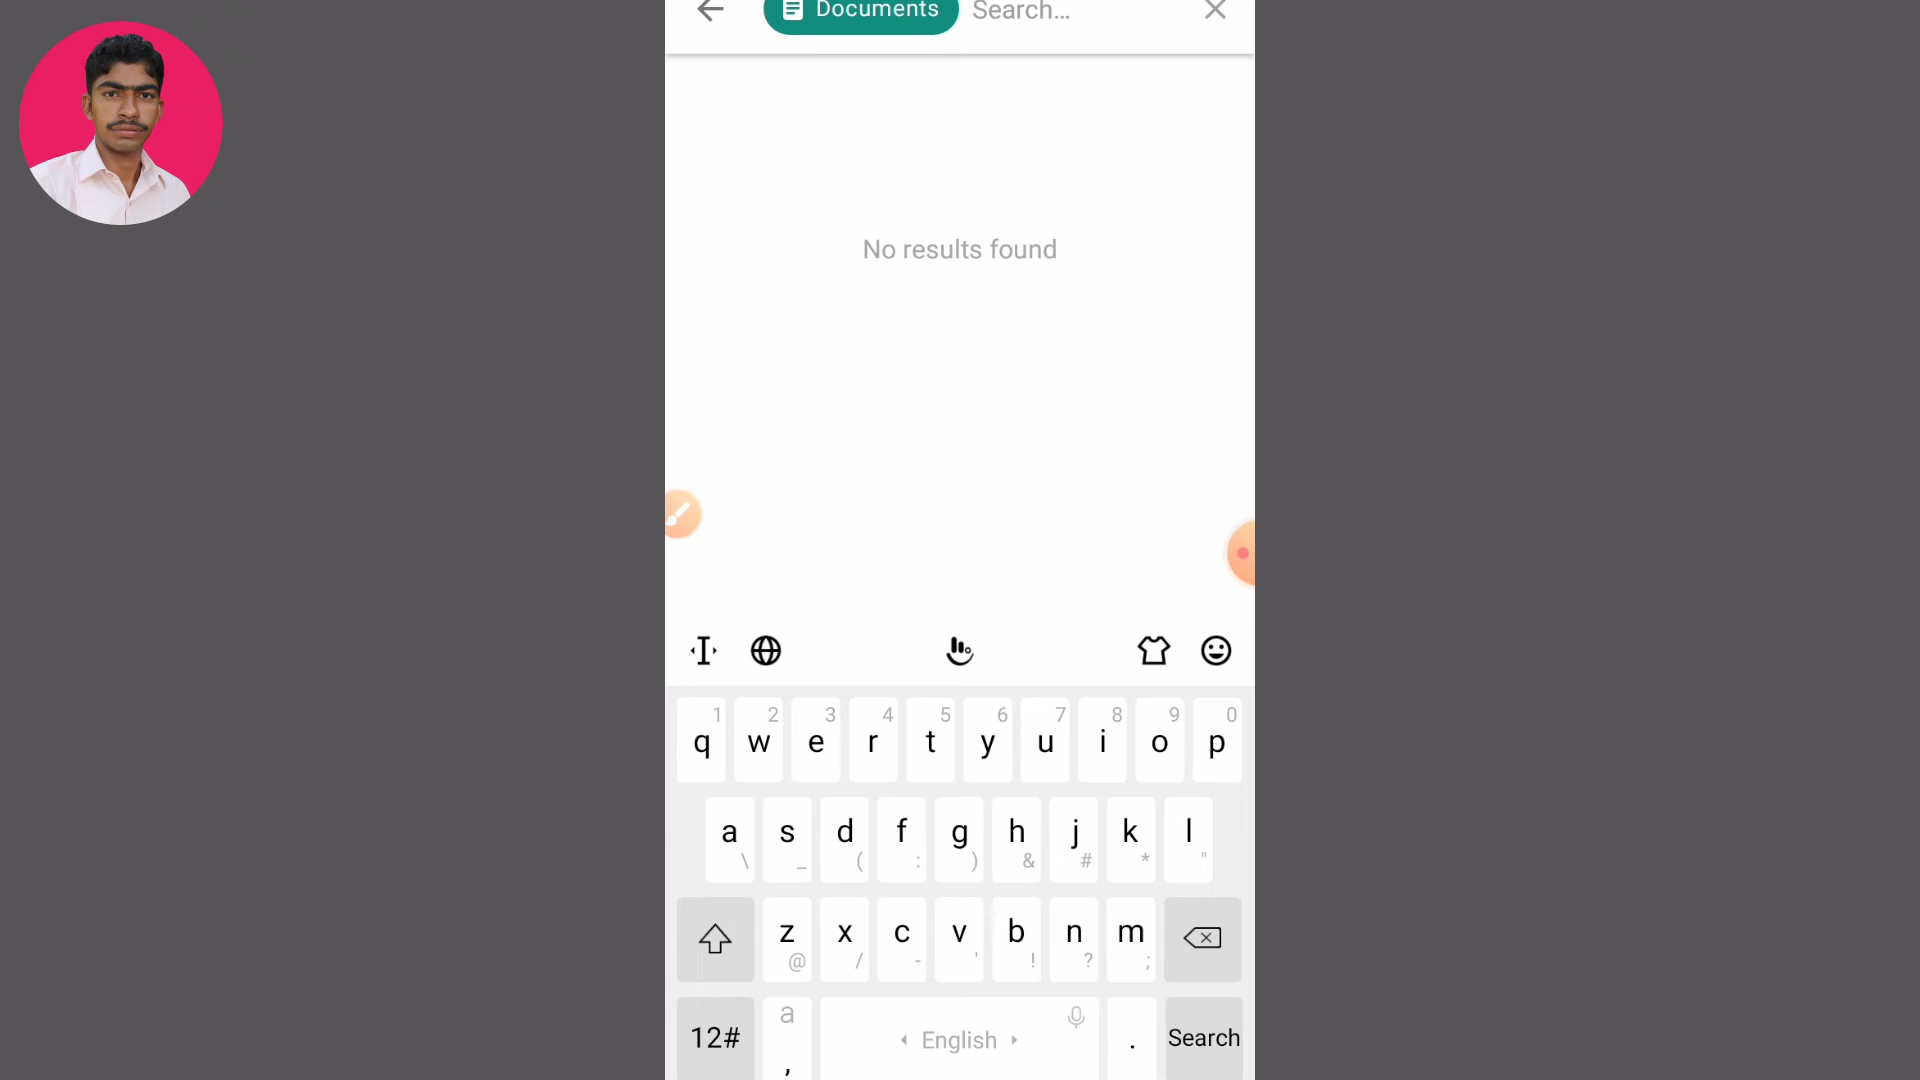 Documents Search...
No results found
1 2 3 4 5 6 7 8 9 0
q w e r t y u i o p
a s d f g h j k l
\ _ ( : ) & # * "
z x c v b n m
@ / - ' ! ? ;
12# a , English . Search